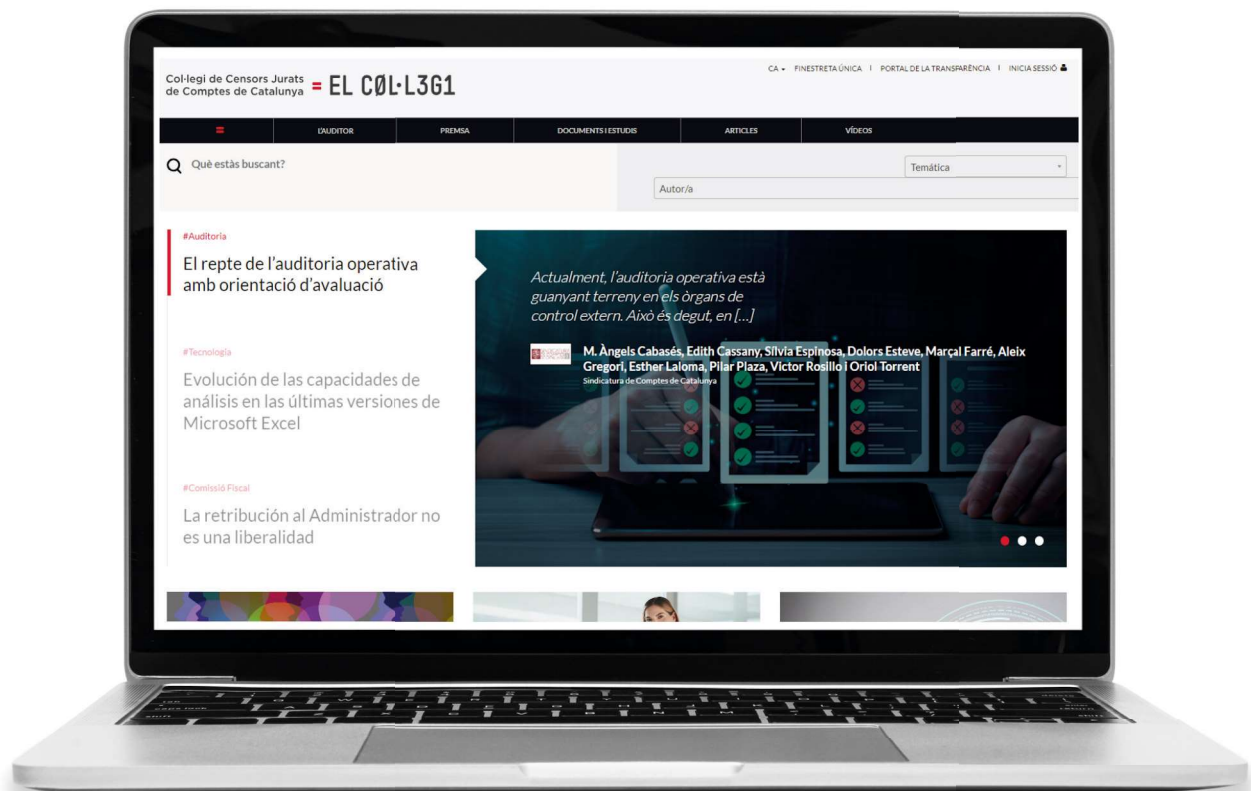 Col·legi de Censors Jurats
de Comptes de Catalunya
= EL CØL·L3G1
CA
FINESTRETA ÚNICA | PORTAL DE LA TRANSPARÈNCIA | INICIA SESSIÓ
=
L'AUDITOR
PREMSA
DOCUMENTS I ESTUDIS
ARTICLES
VÍDEOS
Què estàs buscant?
Temática
Autor/a
#Auditoria
El repte de l'auditoria operativa
amb orientació d'avaluació
#Tecnologia
Evolución de las capacidades de
análisis en las últimas versiones de
Microsoft Excel
#Comissió Fiscal
La retribución al Administrador no
es una liberalidad
Actualment, l'auditoria operativa està
guanyant terreny en els òrgans de
control extern. Això és degut, en [...]
M. Àngels Cabasés, Edith Cassany, Sílvia Espinosa, Dolors Esteve, Marçal Farré, Aleix
Gregori, Esther Laloma, Pilar Plaza, Victor Rosillo i Oriol Torrent
Sindicatura de Comptes de Catalunya